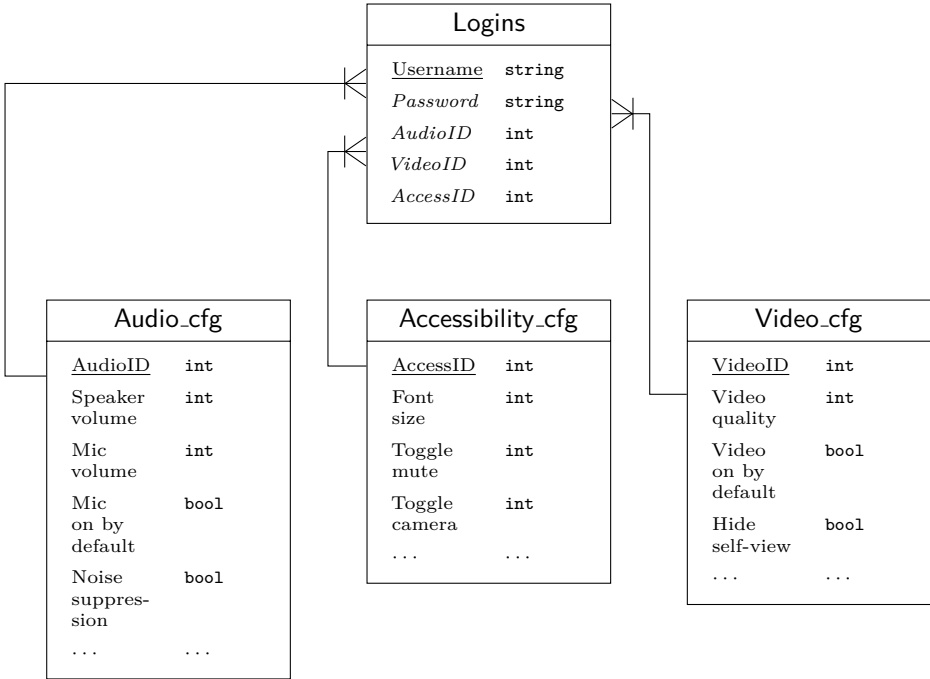 Logins
Username string
Password string
AudioID int
VideoID int
AccessID int
Audio_cfg
AudioID int
Speaker int
volume
Mic int
volume
Mic bool
on by
default
Noise bool
suppres-
sion
... ...
Accessibility_cfg
AccessID int
Font int
size
Toggle int
mute
Toggle int
camera
... ...
Video_cfg
VideoID int
Video int
quality
Video bool
on by
default
Hide bool
self-view
... ...